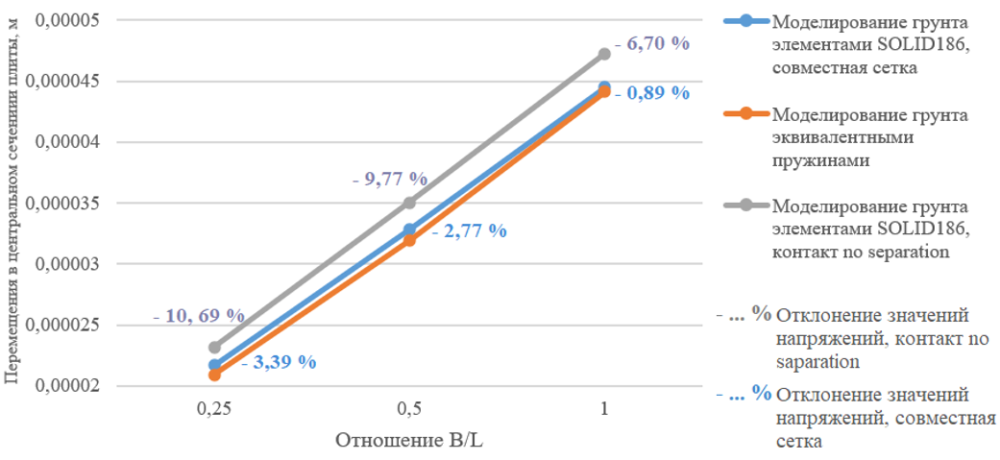 Перемещения в центральном сечении плиты, м
0,00005
0,000045
0,00004
0,000035
0,00003
0,000025
0,00002
- 6,70 %
- 0,89 %
- 9,77 %
- 2,77 %
- 10, 69 %
- 3,39 %
0,25
0,5
1
Отношение B/L
Моделирование грунта
элементами SOLID186,
совместная сетка
Моделирование грунта
эквивалентными
пружинами
Моделирование грунта
элементами SOLID186,
контакт no separation
- ... % Отклонение значений
напряжений, контакт no
saparation
- ... % Отклонение значений
напряжений, совместная
сетка